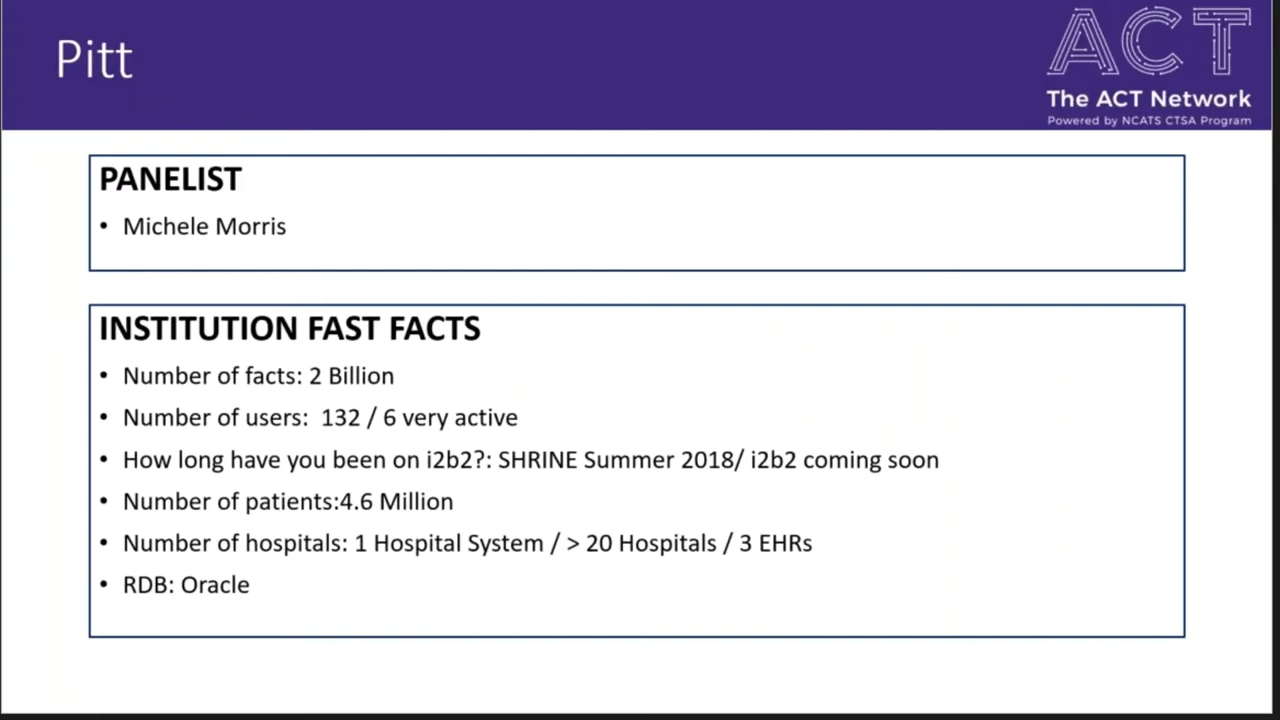 Pitt
ACT
The ACT Network
Powered by NCATS CTSA Program
PANELIST
• Michele Morris
INSTITUTION FAST FACTS
• Number of facts: 2 Billion
• Number of users:  132 / 6 very active
• How long have you been on i2b2?: SHRINE Summer 2018/ i2b2 coming soon
• Number of patients:4.6 Million
• Number of hospitals: 1 Hospital System / > 20 Hospitals / 3 EHRs
• RDB: Oracle